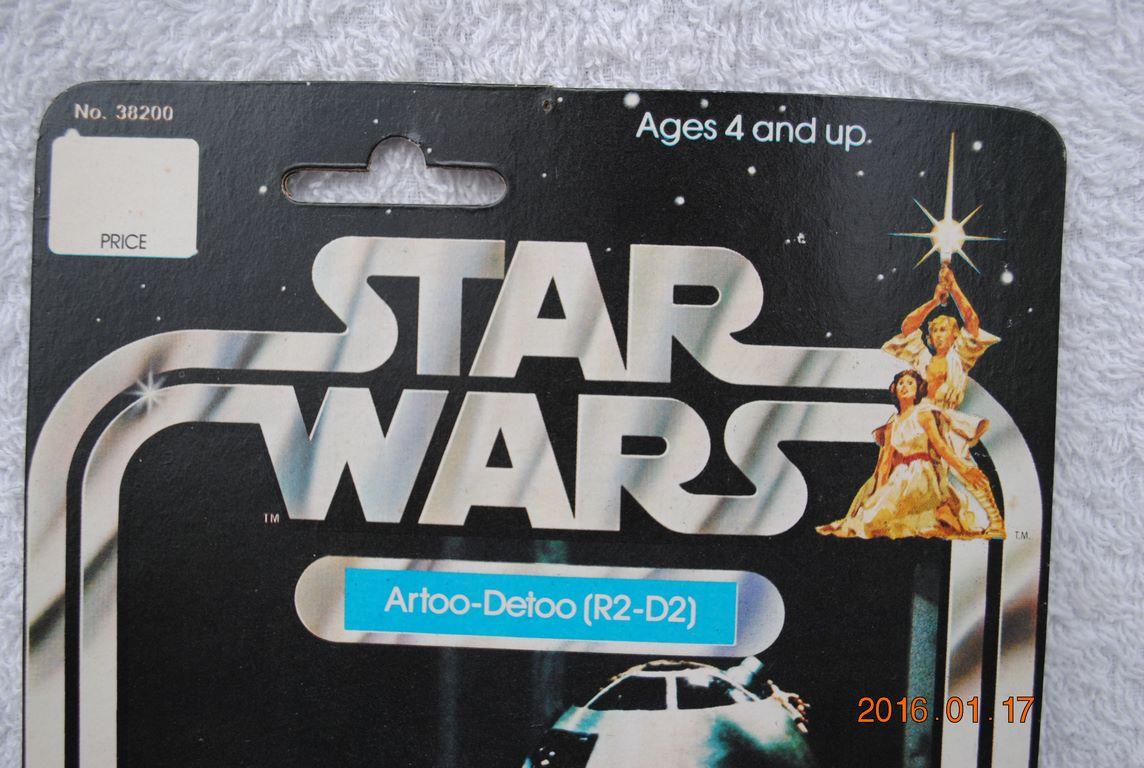 No. 38200
Ages 4 and up.
PRICE
STAR
WARS
TM
T.M.
Artoo-Detoo (R2-D2)
2016.01.17